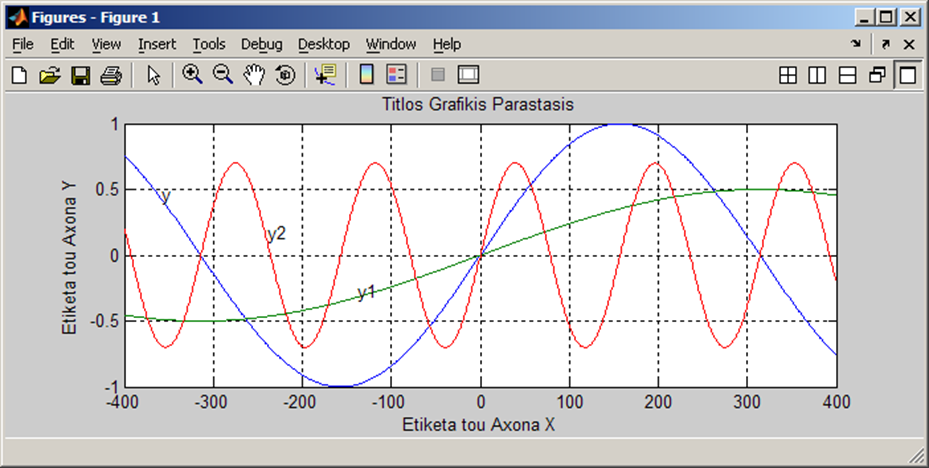 Figures - Figure 1
File Edit View Insert Tools Debug Desktop Window Help
Titlos Grafikis Parastasis
1
0.5
0
-0.5
-1
Etiketa tou Axona Y
y
y2
y1
-400 -300 -200 -100 0 100 200 300 400
Etiketa tou Axona X